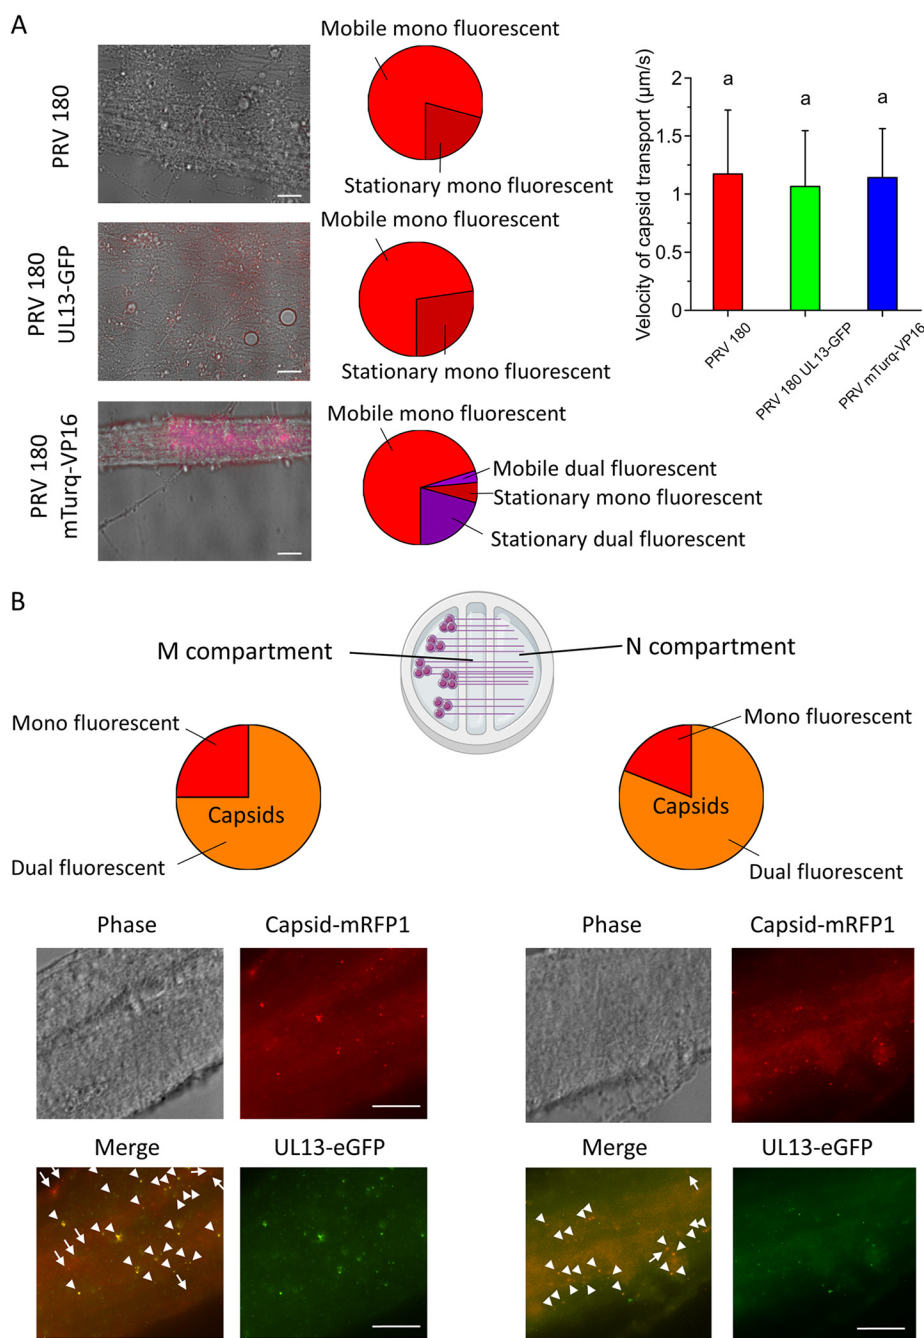 A
PRV 180
Mobile mono fluorescent
Stationary mono fluorescent
PRV 180
UL13-GFP
Mobile mono fluorescent
Stationary mono fluorescent
PRV 180
mTurq-VP16
Mobile mono fluorescent
Mobile dual fluorescent
Stationary mono fluorescent
Stationary dual fluorescent
Velocity of capsid transport (µm/s)
2
1.5
1
0.5
0
a
a
a
PRV 180
PRV 180 UL13-GFP
PRV mTurq-VP16
B
M compartment
N compartment
Mono fluorescent
Capsids
Dual fluorescent
Mono fluorescent
Capsids
Dual fluorescent
Phase
Capsid-mRFP1
Merge
UL13-eGFP
Phase
Capsid-mRFP1
Merge
UL13-eGFP